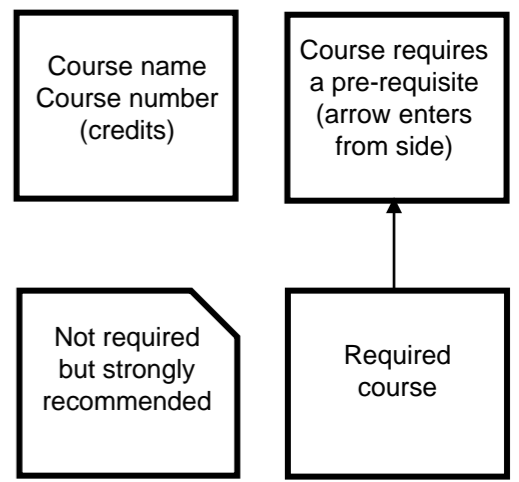 Course name
Course number
(credits)
Course requires
a pre-requisite
(arrow enters
from side)
Not required
but strongly
recommended
Required
course